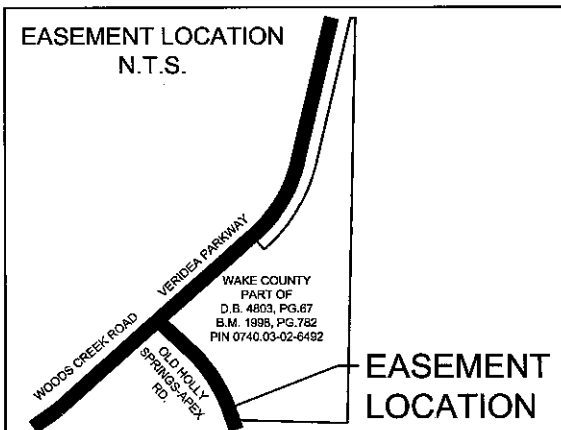 EASEMENT LOCATION
N.T.S.
VERIDEA PARKWAY
WOODS CREEK ROAD
WAKE COUNTY
PART OF
D.B. 4803, PG.67
B.M. 1998, PG.782
PIN 0740.03-02-6492
OLD HOLLY
SPRINGS-APEX
RD.
EASEMENT
LOCATION